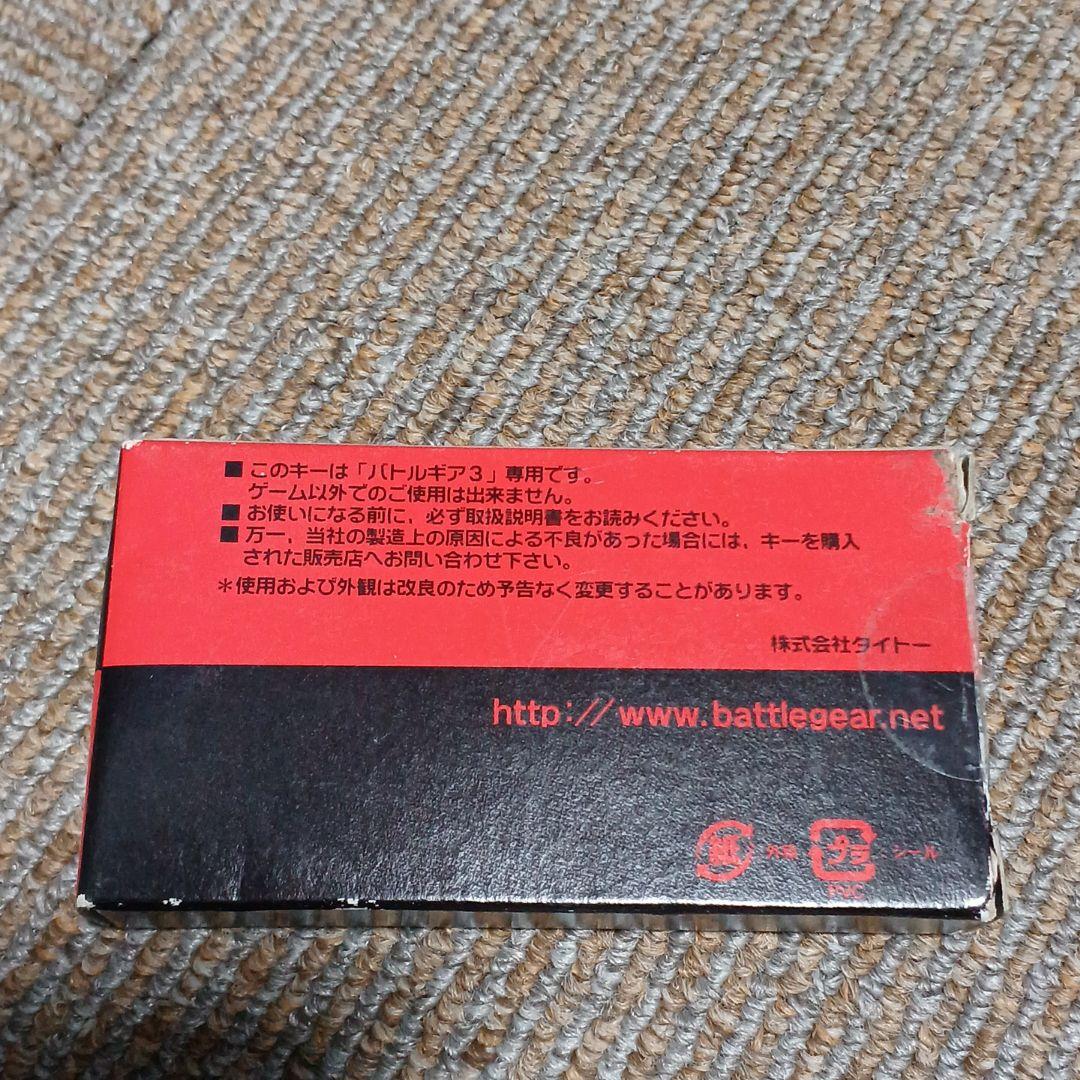 ■ このキーは「バトルギア3」専用です。
ゲーム以外でのご使用は出来ません。
■ お使いになる前に、必ず取扱説明書をお読みください。
■ 万一、当社の製造上の原因による不良があった場合には、キーを購入
された販売店へお問い合わせ下さい。
＊使用および外観は改良のため予告なく変更することがあります。
株式会社タイトー
http://www.battlegear.net
紙 外箱 プラ シール